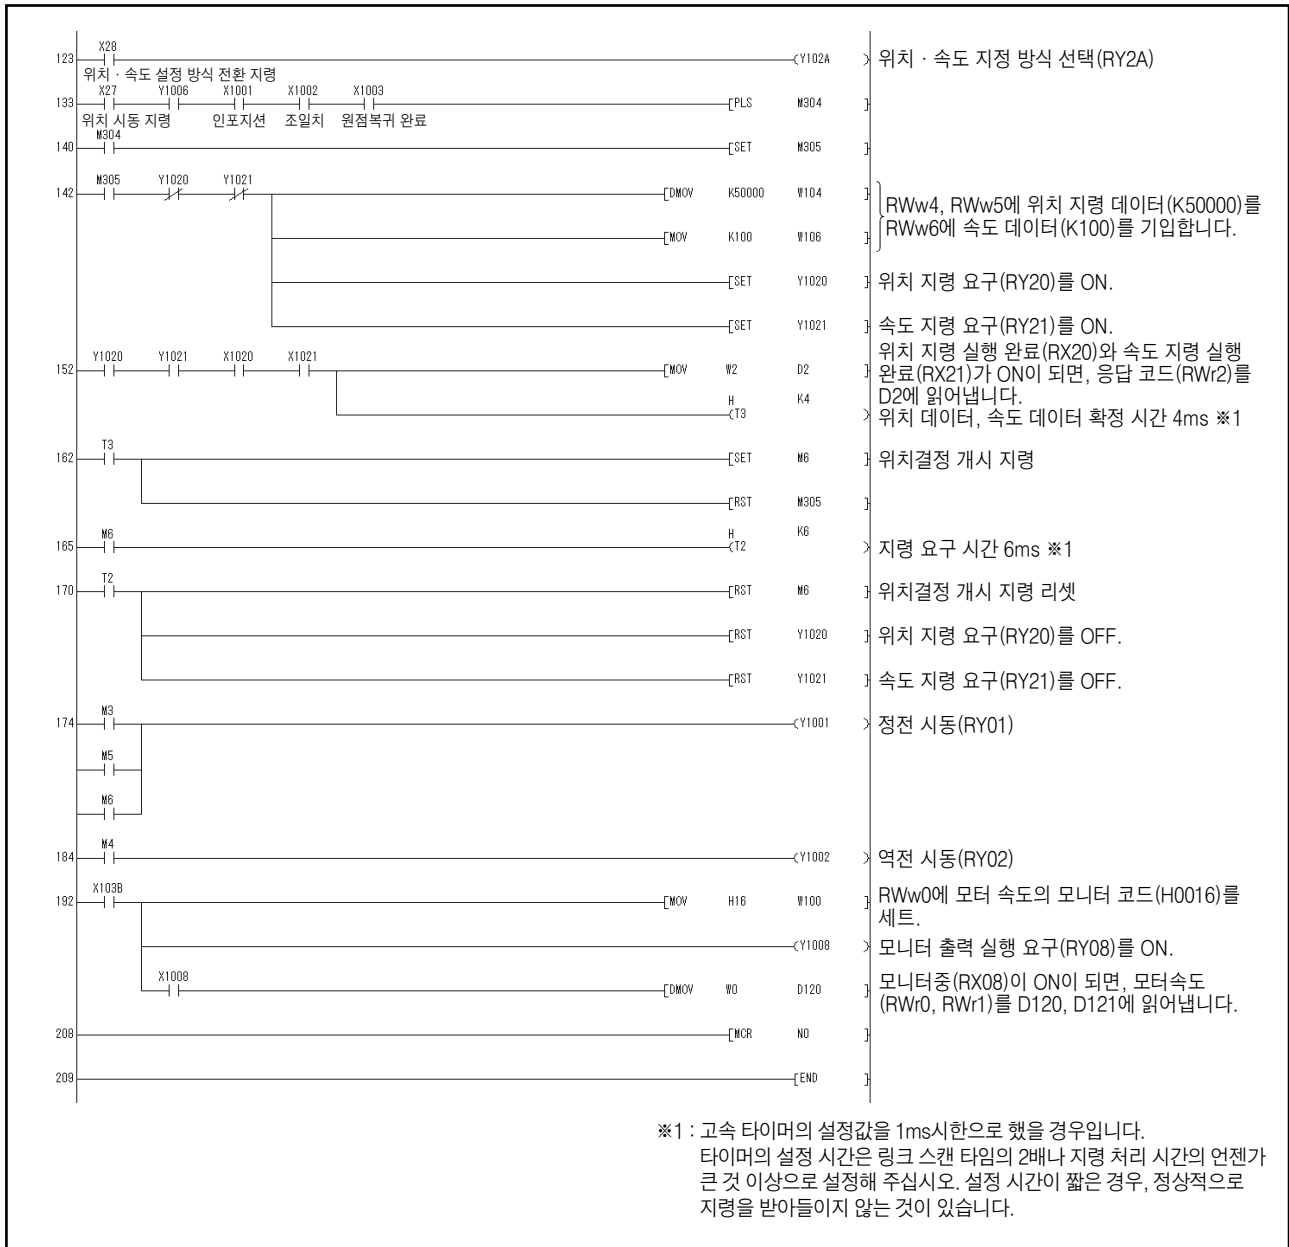 X28
123 (Y102A ) 위치 · 속도 지정 방식 선택(RY2A)
위치 · 속도 설정 방식 전환 지령
X27 Y1006 X1001 X1002 X1003
133 [PLS M304 ]
위치 시동 지령 인포지션 조일치 원점복귀 완료
M304
140 [SET M305 ]
M305 Y1020 Y1021
142 [DMOV K50000 W104 ]
RWw4, RWw5에 위치 지령 데이터(K50000)를
RWw6에 속도 데이터(K100)를 기입합니다.
[MOV K100 W106 ]
[SET Y1020 ] 위치 지령 요구(RY20)를 ON.
[SET Y1021 ] 속도 지령 요구(RY21)를 ON.
Y1020 Y1021 X1020 X1021
152 [MOV W2 D2 ]
위치 지령 실행 완료(RX20)와 속도 지령 실행
완료(RX21)가 ON이 되면, 응답 코드(RWr2)를
D2에 읽어냅니다.
H K4
(T3 ) 위치 데이터, 속도 데이터 확정 시간 4ms ※1
T3
162 [SET M6 ] 위치결정 개시 지령
[RST M305 ]
M6 H K6
165 (T2 ) 지령 요구 시간 6ms ※1
T2
170 [RST M6 ] 위치결정 개시 지령 리셋
[RST Y1020 ] 위치 지령 요구(RY20)를 OFF.
[RST Y1021 ] 속도 지령 요구(RY21)를 OFF.
M3
174 (Y1001 ) 정전 시동(RY01)
M5
M6
M4
184 (Y1002 ) 역전 시동(RY02)
X103B
192 [MOV H16 W100 ]
RWw0에 모터 속도의 모니터 코드(H0016)를
세트.
(Y1008 ) 모니터 출력 실행 요구(RY08)를 ON.
X1008
[DMOV W0 D120 ]
모니터중(RX08)이 ON이 되면, 모터속도
(RWr0, RWr1)를 D120, D121에 읽어냅니다.
208 [MCR N0 ]
209 [END ]
※1 : 고속 타이머의 설정값을 1ms시한으로 했을 경우입니다.
타이머의 설정 시간은 링크 스캔 타임의 2배나 지령 처리 시간의 언젠가
큰 것 이상으로 설정해 주십시오. 설정 시간이 짧은 경우, 정상적으로
지령을 받아들이지 않는 것이 있습니다.